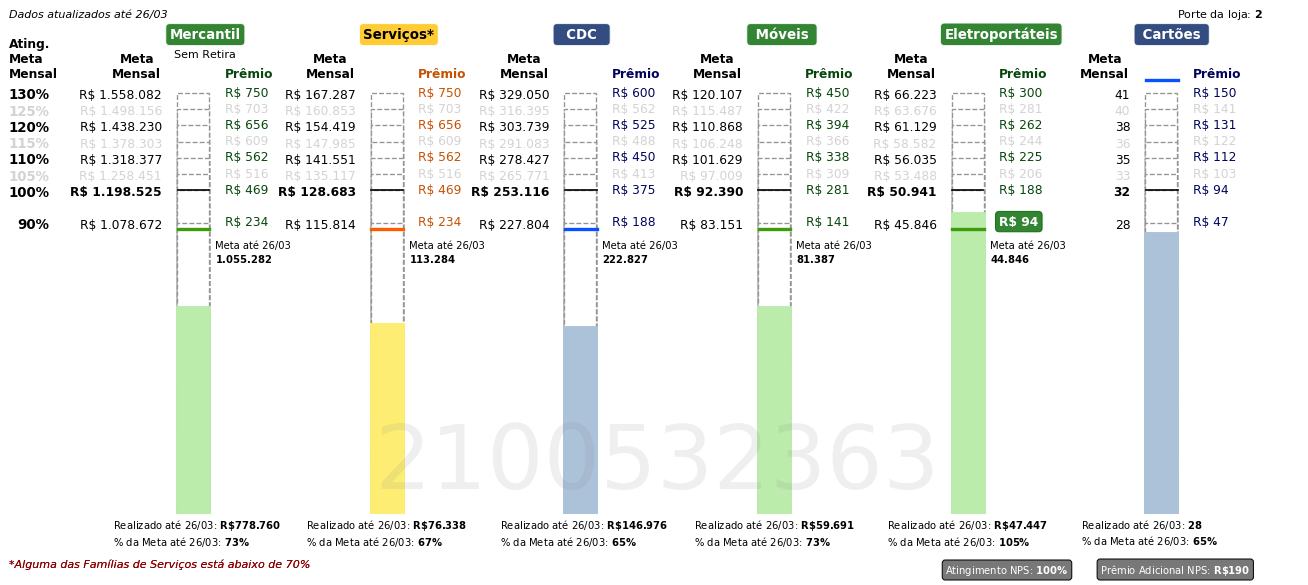 Dados atualizados até 26/03
Porte da loja: 2
Mercantil Serviços* CDC Móveis Eletroportáteis Cartões
Sem Retira
Ating. Meta Mensal Meta Mensal Prêmio Meta Mensal Prêmio Meta Mensal Prêmio Meta Mensal Prêmio Meta Mensal Prêmio Meta Mensal Prêmio
130% R$ 1.558.082 R$ 750 R$ 167.287 R$ 750 R$ 329.050 R$ 600 R$ 120.107 R$ 450 R$ 66.223 R$ 300 41 R$ 150
125% R$ 1.498.156 R$ 703 R$ 160.853 R$ 703 R$ 316.395 R$ 562 R$ 115.487 R$ 422 R$ 63.676 R$ 281 40 R$ 141
120% R$ 1.438.230 R$ 656 R$ 154.419 R$ 656 R$ 303.739 R$ 525 R$ 110.868 R$ 394 R$ 61.129 R$ 262 38 R$ 131
115% R$ 1.378.303 R$ 609 R$ 147.985 R$ 609 R$ 291.083 R$ 488 R$ 106.248 R$ 366 R$ 58.582 R$ 244 36 R$ 122
110% R$ 1.318.377 R$ 562 R$ 141.551 R$ 562 R$ 278.427 R$ 450 R$ 101.629 R$ 338 R$ 56.035 R$ 225 35 R$ 112
105% R$ 1.258.451 R$ 516 R$ 135.117 R$ 516 R$ 265.771 R$ 413 R$ 97.009 R$ 309 R$ 53.488 R$ 206 33 R$ 103
100% R$ 1.198.525 R$ 469 R$ 128.683 R$ 469 R$ 253.116 R$ 375 R$ 92.390 R$ 281 R$ 50.941 R$ 188 32 R$ 94
90% R$ 1.078.672 R$ 234 R$ 115.814 R$ 234 R$ 227.804 R$ 188 R$ 83.151 R$ 141 R$ 45.846 R$ 94 28 R$ 47
Meta até 26/03 Meta até 26/03 Meta até 26/03 Meta até 26/03 Meta até 26/03
1.055.282 113.284 222.827 81.387 44.846
2100532363
Realizado até 26/03: R$778.760 Realizado até 26/03: R$76.338 Realizado até 26/03: R$146.976 Realizado até 26/03: R$59.691 Realizado até 26/03: R$47.447 Realizado até 26/03: 28
% da Meta até 26/03: 73% % da Meta até 26/03: 67% % da Meta até 26/03: 65% % da Meta até 26/03: 73% % da Meta até 26/03: 105% % da Meta até 26/03: 65%
*Alguma das Famílias de Serviços está abaixo de 70%
Atingimento NPS: 100% Prêmio Adicional NPS: R$190